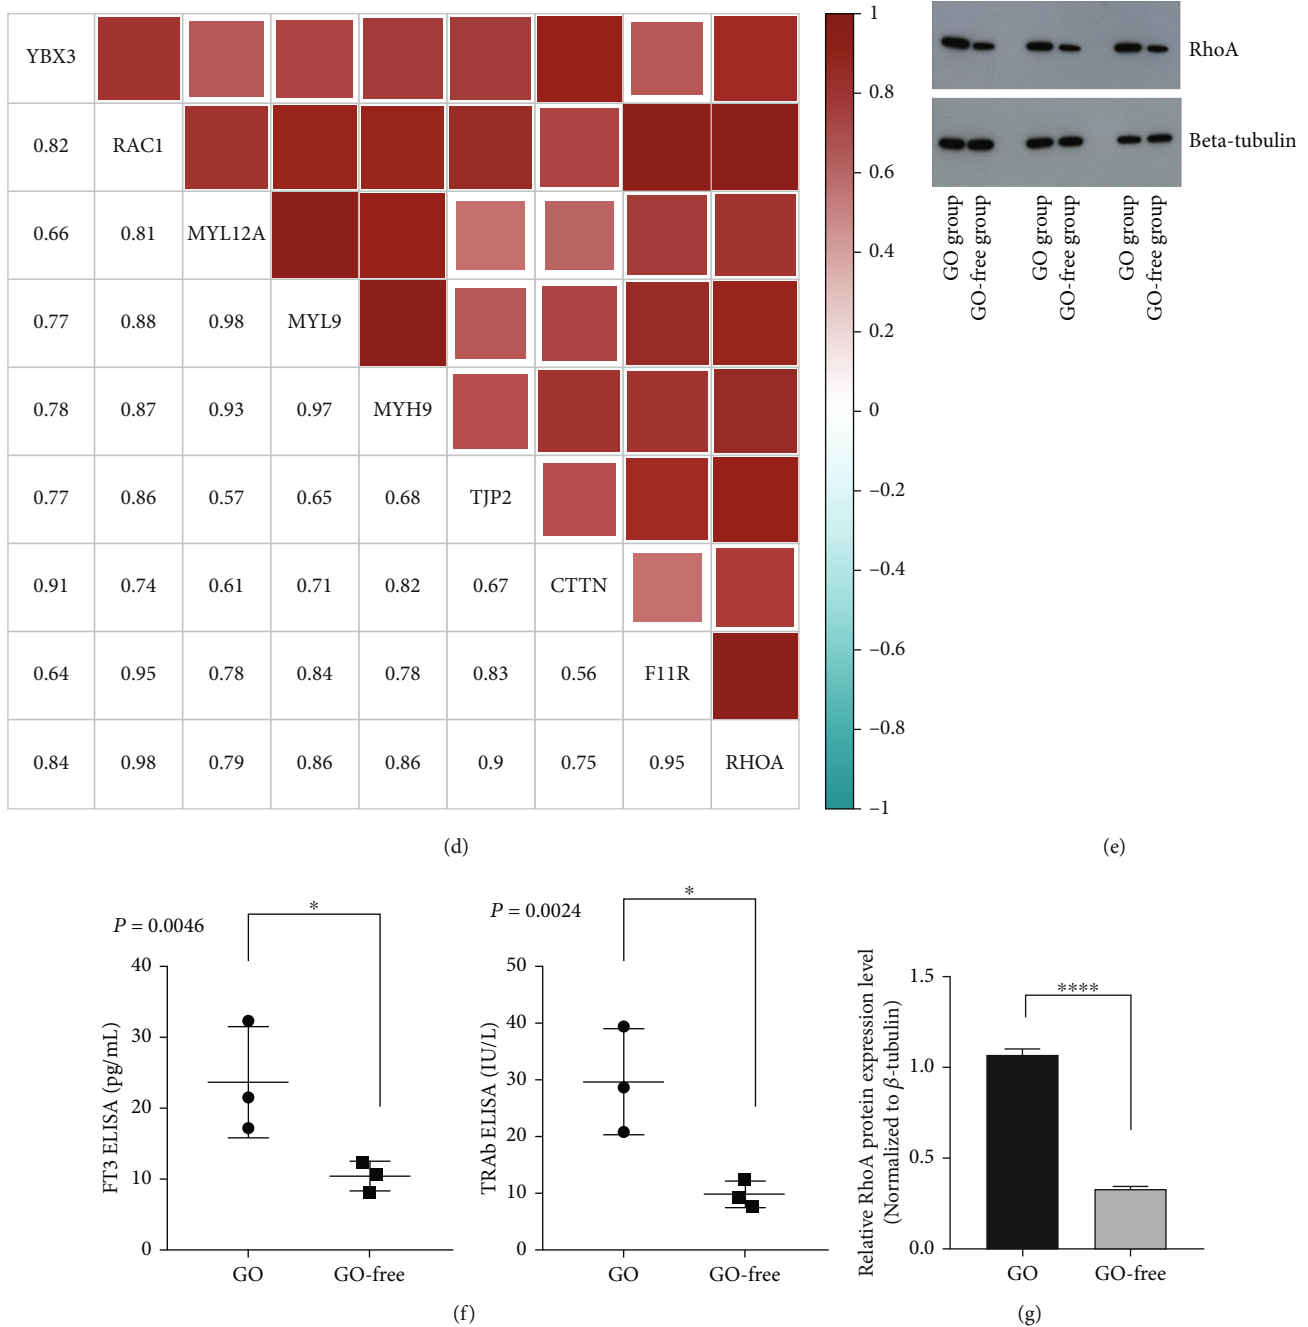 YBX3
0.82 RAC1
0.66 0.81 MYL12A
0.77 0.88 0.98 MYL9
0.78 0.87 0.93 0.97 MYH9
0.77 0.86 0.57 0.65 0.68 TJP2
0.91 0.74 0.61 0.71 0.82 0.67 CTTN
0.64 0.95 0.78 0.84 0.78 0.83 0.56 F11R
0.84 0.98 0.79 0.86 0.86 0.9 0.75 0.95 RHOA
1
0.8
0.6
0.4
0.2
0
−0.2
−0.4
−0.6
−0.8
−1
(d)
RhoA
Beta-tubulin
GO group
GO-free group
GO group
GO-free group
GO group
GO-free group
(e)
P = 0.0046
*
FT3 ELISA (pg/mL)
40
30
20
10
0
GO GO-free
P = 0.0024
*
TRAb ELISA (IU/L)
50
40
30
20
10
0
GO GO-free
(f)
Relative RhoA protein expression level
(Normalized to β-tubulin)
1.5
1.0
0.5
0.0
****
GO GO-free
(g)